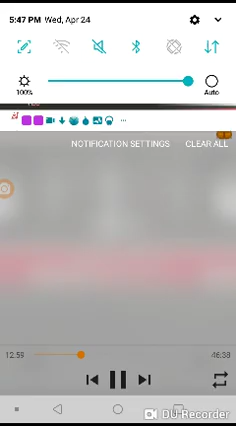 5:47 PM Wed, Apr 24
100%
Auto
...
NOTIFICATION SETTINGS CLEAR ALL
12:59
46:38
DU-Recorder